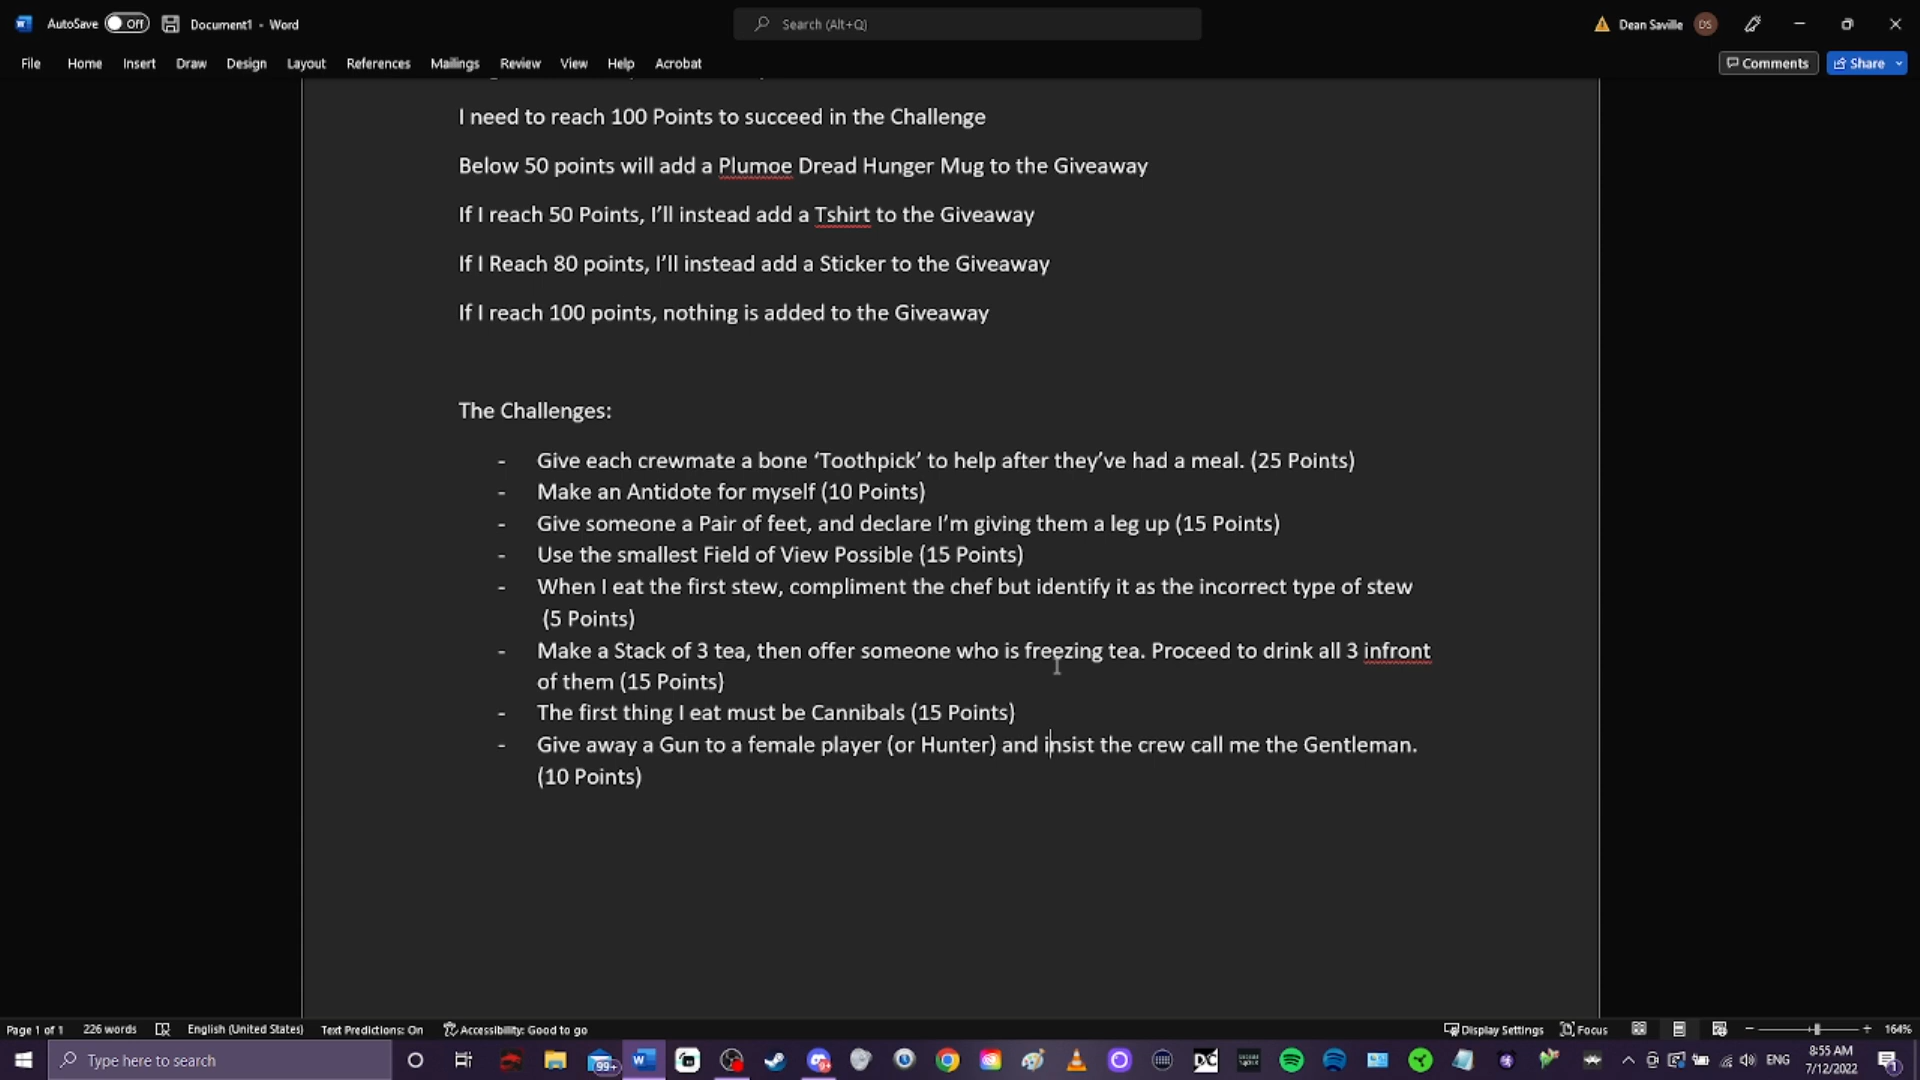 AutoSave Off Document1 - Word Search (Alt+Q) Dean Saville DS
File Home Insert Draw Design Layout References Mailings Review View Help Acrobat Comments Share
I need to reach 100 Points to succeed in the Challenge
Below 50 points will add a Plumoe Dread Hunger Mug to the Giveaway
If I reach 50 Points, I’ll instead add a Tshirt to the Giveaway
If I Reach 80 points, I’ll instead add a Sticker to the Giveaway
If I reach 100 points, nothing is added to the Giveaway
The Challenges:
- Give each crewmate a bone ‘Toothpick’ to help after they’ve had a meal. (25 Points)
- Make an Antidote for myself (10 Points)
- Give someone a Pair of feet, and declare I’m giving them a leg up (15 Points)
- Use the smallest Field of View Possible (15 Points)
- When I eat the first stew, compliment the chef but identify it as the incorrect type of stew
(5 Points)
- Make a Stack of 3 tea, then offer someone who is freezing tea. Proceed to drink all 3 infront
of them (15 Points)
- The first thing I eat must be Cannibals (15 Points)
- Give away a Gun to a female player (or Hunter) and insist the crew call me the Gentleman.
(10 Points)
Page 1 of 1 226 words English (United States) Text Predictions: On Accessibility: Good to go Display Settings Focus 164%
Type here to search 99+ DC ENG 8:55 AM
7/12/2022